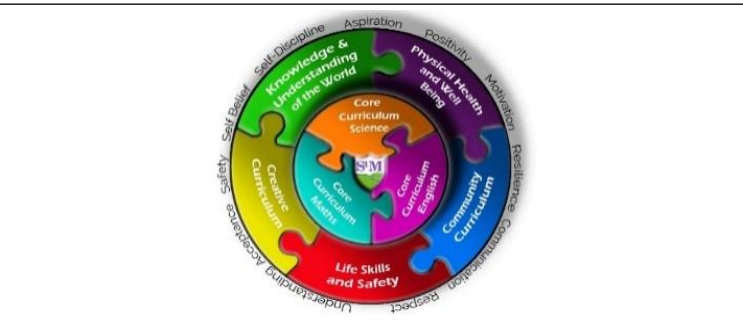 Aspiration
Positivity
Motivation
Resilience
Communication
Respect
Understanding
Acceptance
Safety
Self Belief
Self-Discipline
Knowledge &
Understanding
of the World
Physical Health
and Well
Being
Community
Curriculum
Life Skills
and Safety
Creative
Curriculum
Core
Curriculum
Science
Core
Curriculum
English
Core
Curriculum
Maths
StM